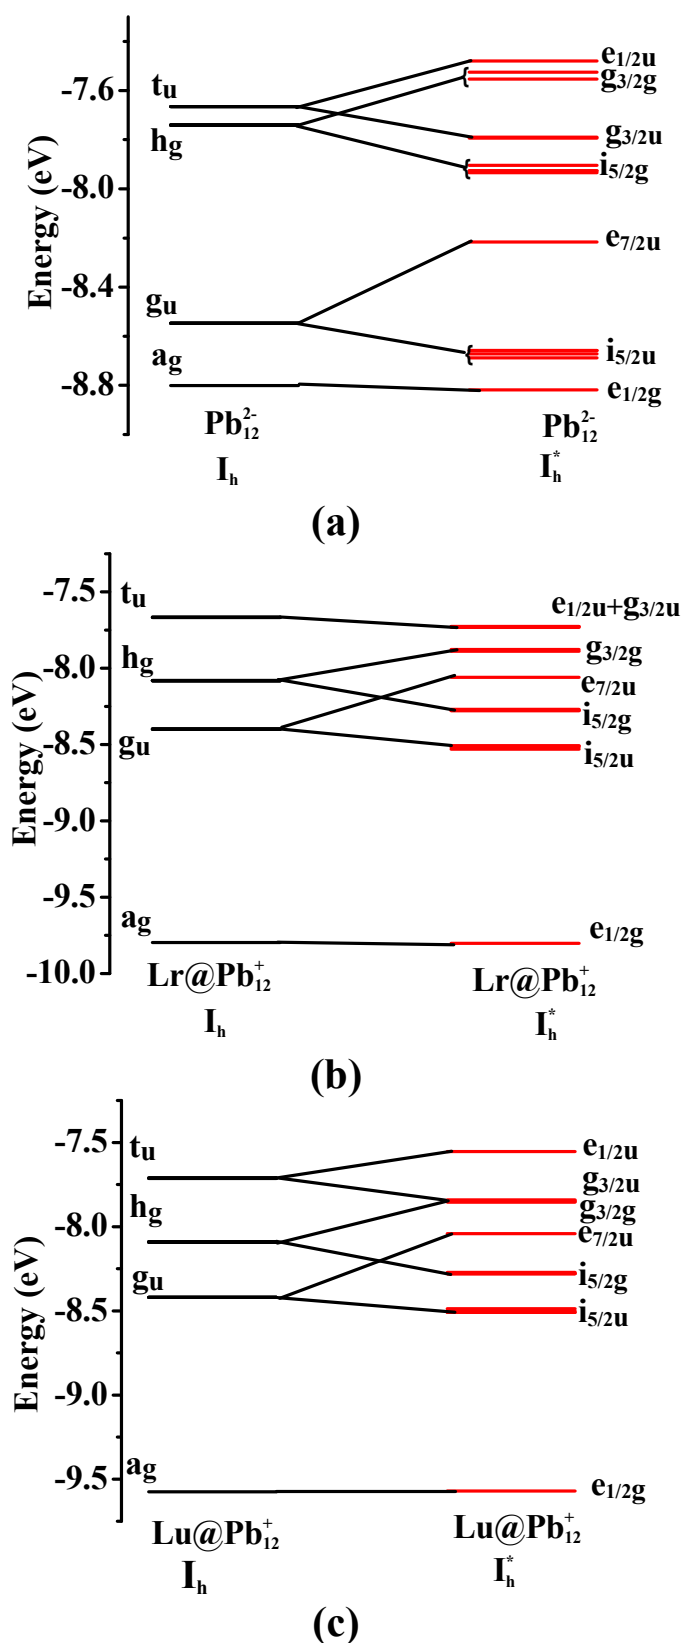 e1/2u
-7.6
tu
g3/2g
hg
g3/2u
i5/2g
-8.0
Energy (eV)
e7/2u
-8.4
gu
i5/2u
ag
-8.8
e1/2g
Pb12 2- Pb12 2-
Ih Ih*
(a)
-7.5
tu
e1/2u+g3/2u
hg
g3/2g
-8.0
e7/2u
i5/2g
gu
-8.5
i5/2u
Energy (eV)
-9.0
-9.5
ag
e1/2g
-10.0
Lr@Pb12+ Lr@Pb12+
Ih Ih*
(b)
-7.5
tu
e1/2u
g3/2u
hg
g3/2g
-8.0
e7/2u
gu
i5/2g
-8.5
i5/2u
Energy (eV)
-9.0
ag
-9.5
e1/2g
Lu@Pb12+ Lu@Pb12+
Ih Ih*
(c)